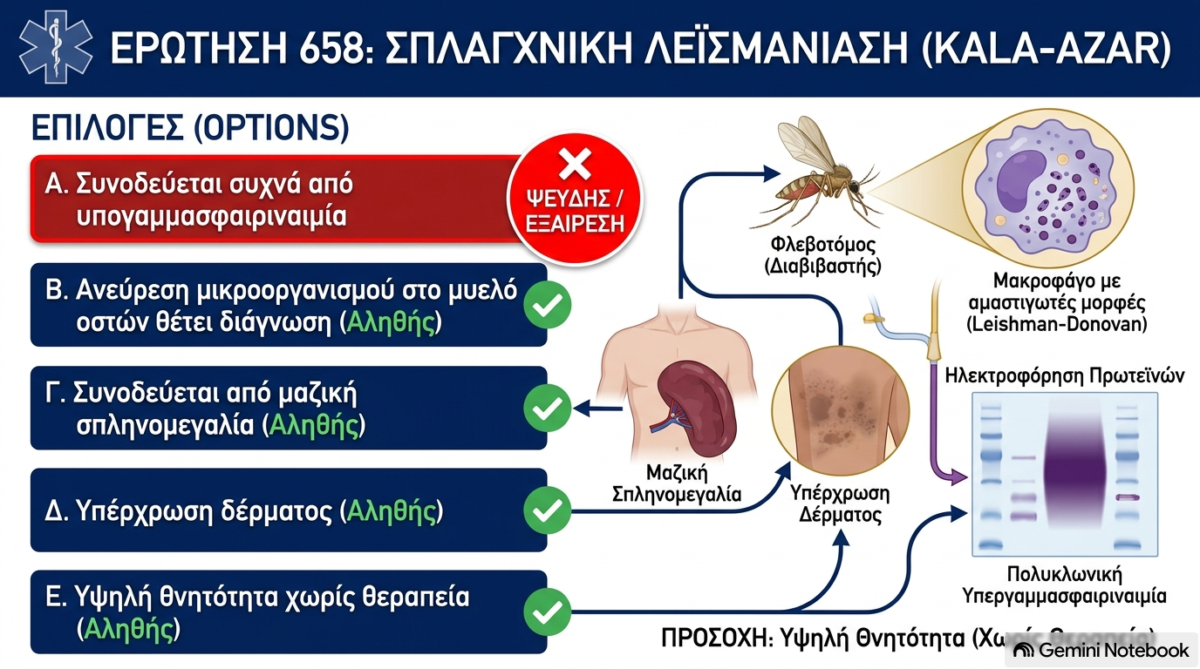 ΕΡΩΤΗΣΗ 658: ΣΠΛΑΓΧΝΙΚΗ ΛΕΪΣΜΑΝΙΑΣΗ (KALA-AZAR)
ΕΠΙΛΟΓΕΣ (OPTIONS)
Α. Συνοδεύεται συχνά από
υπογαμμασφαιριναιμία
ΨΕΥΔΗΣ /
ΕΞΑΙΡΕΣΗ
Β. Ανεύρεση μικροοργανισμού στο μυελό
οστών θέτει διάγνωση (Αληθής)
Γ. Συνοδεύεται από μαζική
σπληνομεγαλία (Αληθής)
Δ. Υπέρχρωση δέρματος (Αληθής)
Ε. Υψηλή θνητότητα χωρίς θεραπεία
(Αληθής)
Φλεβοτόμος
(Διαβιβαστής)
Μακροφάγο με
αμαστιγωτές μορφές
(Leishman-Donovan)
Μαζική
Σπληνομεγαλία
Υπέρχρωση
Δέρματος
Ηλεκτροφόρηση Πρωτεϊνών
Πολυκλωνική
Υπεργαμμασφαιριναιμία
ΠΡΟΣΟΧΗ: Υψηλή Θνητότητα (Χωρίς Θεραπεία)
Gemini Notebook